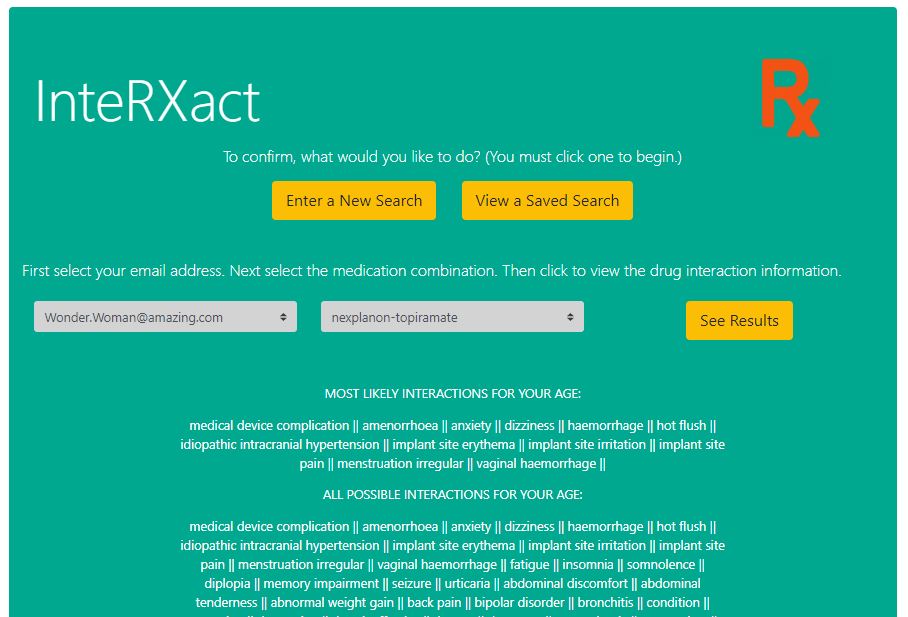 InteRXact
Rx
To confirm, what would you like to do? (You must click one to begin.)
Enter a New Search
View a Saved Search
First select your email address. Next select the medication combination. Then click to view the drug interaction information.
Wonder.Woman@amazing.com
nexplanon-topiramate
See Results
MOST LIKELY INTERACTIONS FOR YOUR AGE:
medical device complication || amenorrhoea || anxiety || dizziness || haemorrhage || hot flush ||
idiopathic intracranial hypertension || implant site erythema || implant site irritation || implant site
pain || menstruation irregular || vaginal haemorrhage ||
ALL POSSIBLE INTERACTIONS FOR YOUR AGE:
medical device complication || amenorrhoea || anxiety || dizziness || haemorrhage || hot flush ||
idiopathic intracranial hypertension || implant site erythema || implant site irritation || implant site
pain || menstruation irregular || vaginal haemorrhage || fatigue || insomnia || somnolence ||
diplopia || memory impairment || seizure || urticaria || abdominal discomfort || abdominal
tenderness || abnormal weight gain || back pain || bipolar disorder || bronchitis || condition ||